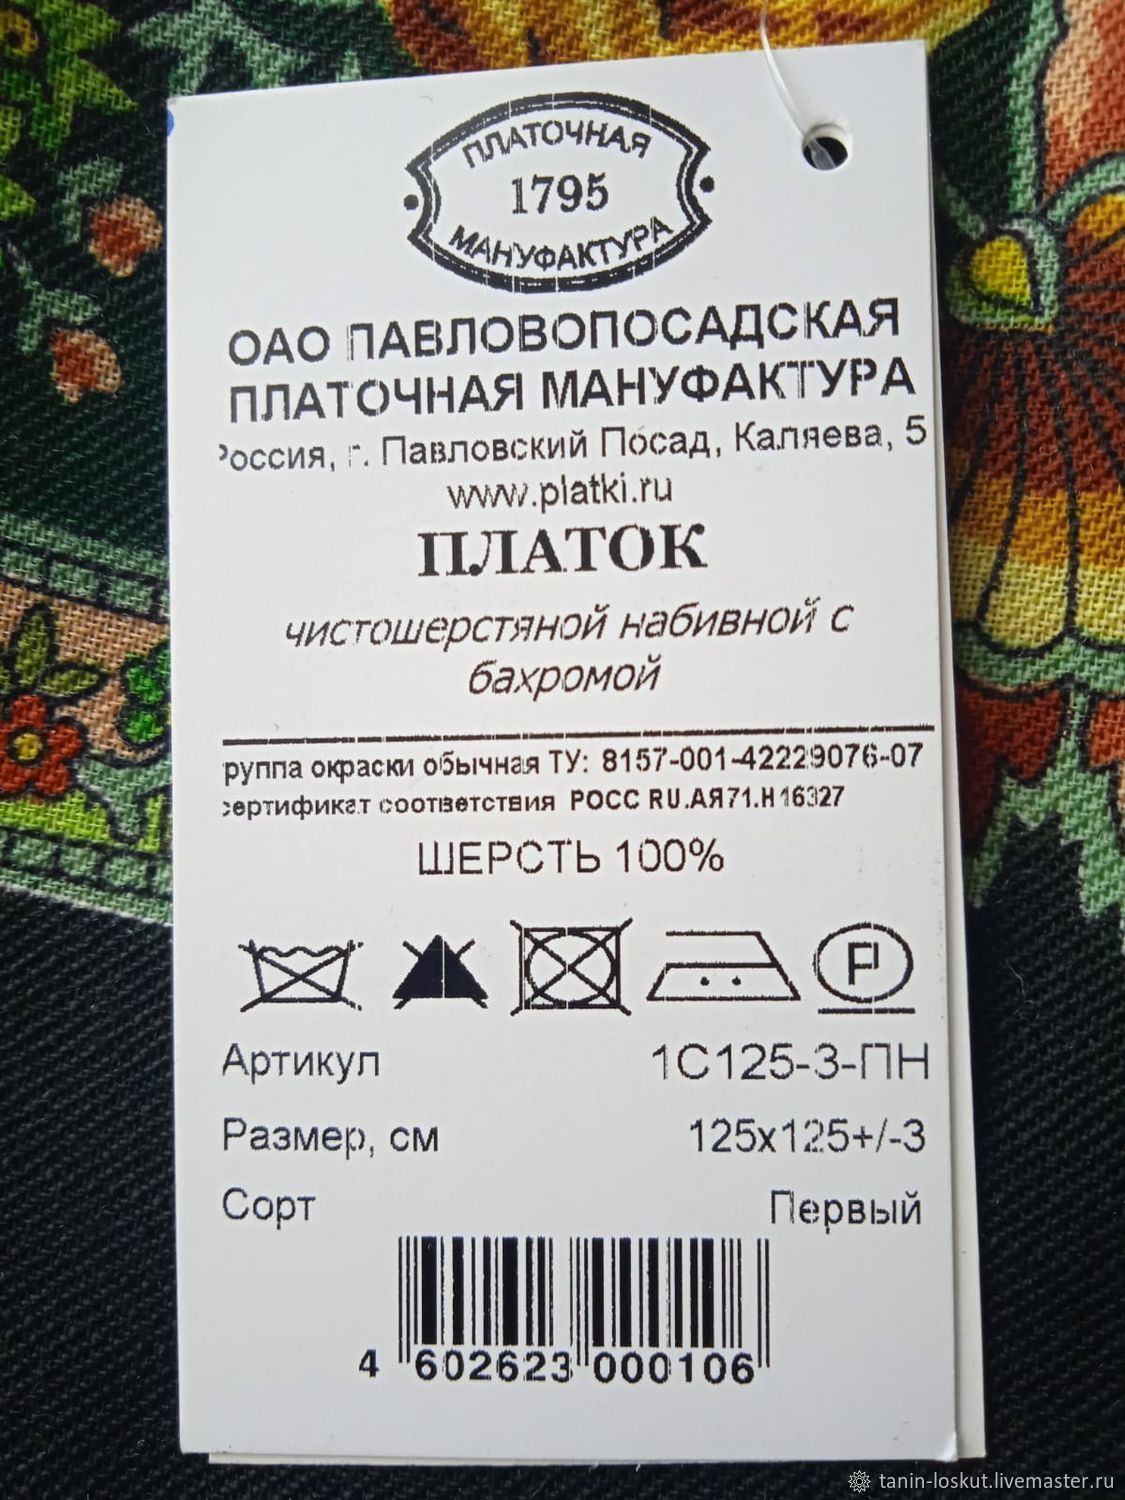 ПЛАТОЧНАЯ
1795
МАНУФАКТУРА
ОАО ПАВЛОВОПОСАДСКАЯ
ПЛАТОЧНАЯ МАНУФАКТУРА
Россия, г. Павловский Посад, Каляева, 5
www.platki.ru
ПЛАТОК
чистошерстяной набивной с
бахромой
руппа окраски обычная ТУ: 8157-001-42229076-07
сертификат соответствия РОСС RU.АЯ71.Н16327
ШЕРСТЬ 100%
P
Артикул 1С125-3-ПН
Размер, см 125х125+/-3
Сорт Первый
4 602623 000106
tanin-loskut.livemaster.ru